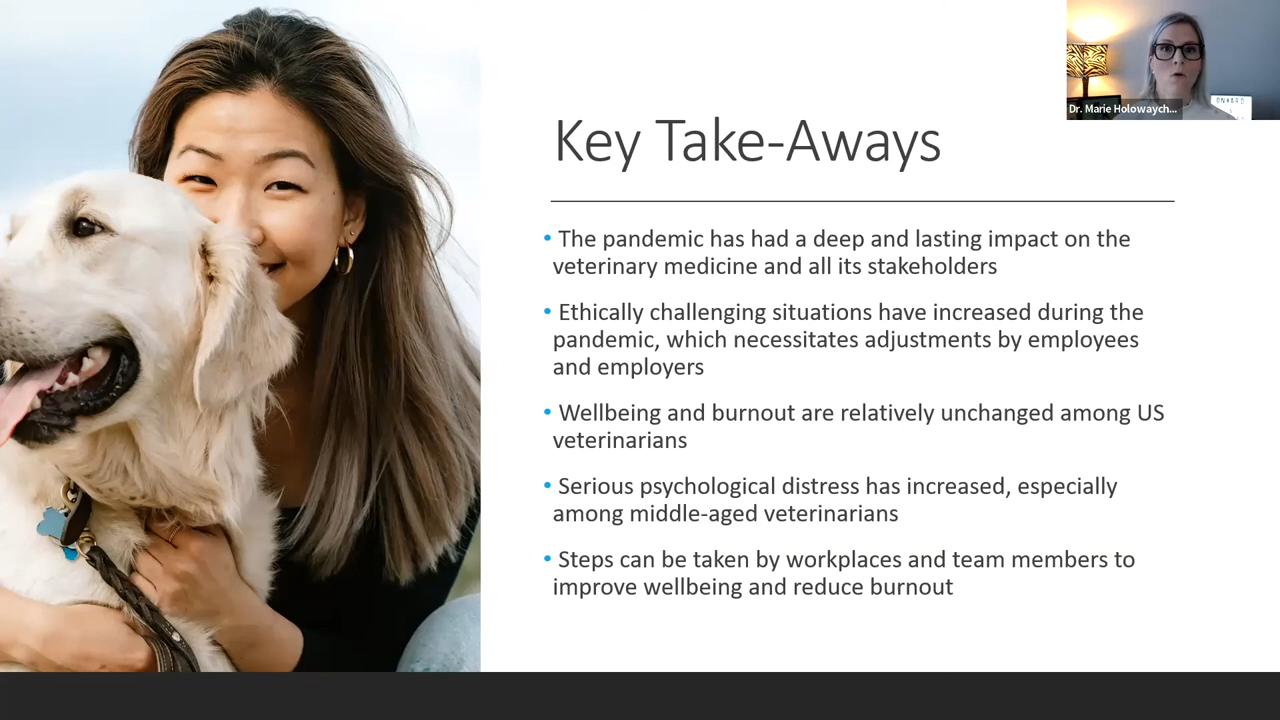 Dr. Marie Holowaych...
ONWARD
Key Take-Aways
• The pandemic has had a deep and lasting impact on the
veterinary medicine and all its stakeholders
• Ethically challenging situations have increased during the
pandemic, which necessitates adjustments by employees
and employers
• Wellbeing and burnout are relatively unchanged among US
veterinarians
• Serious psychological distress has increased, especially
among middle-aged veterinarians
• Steps can be taken by workplaces and team members to
improve wellbeing and reduce burnout